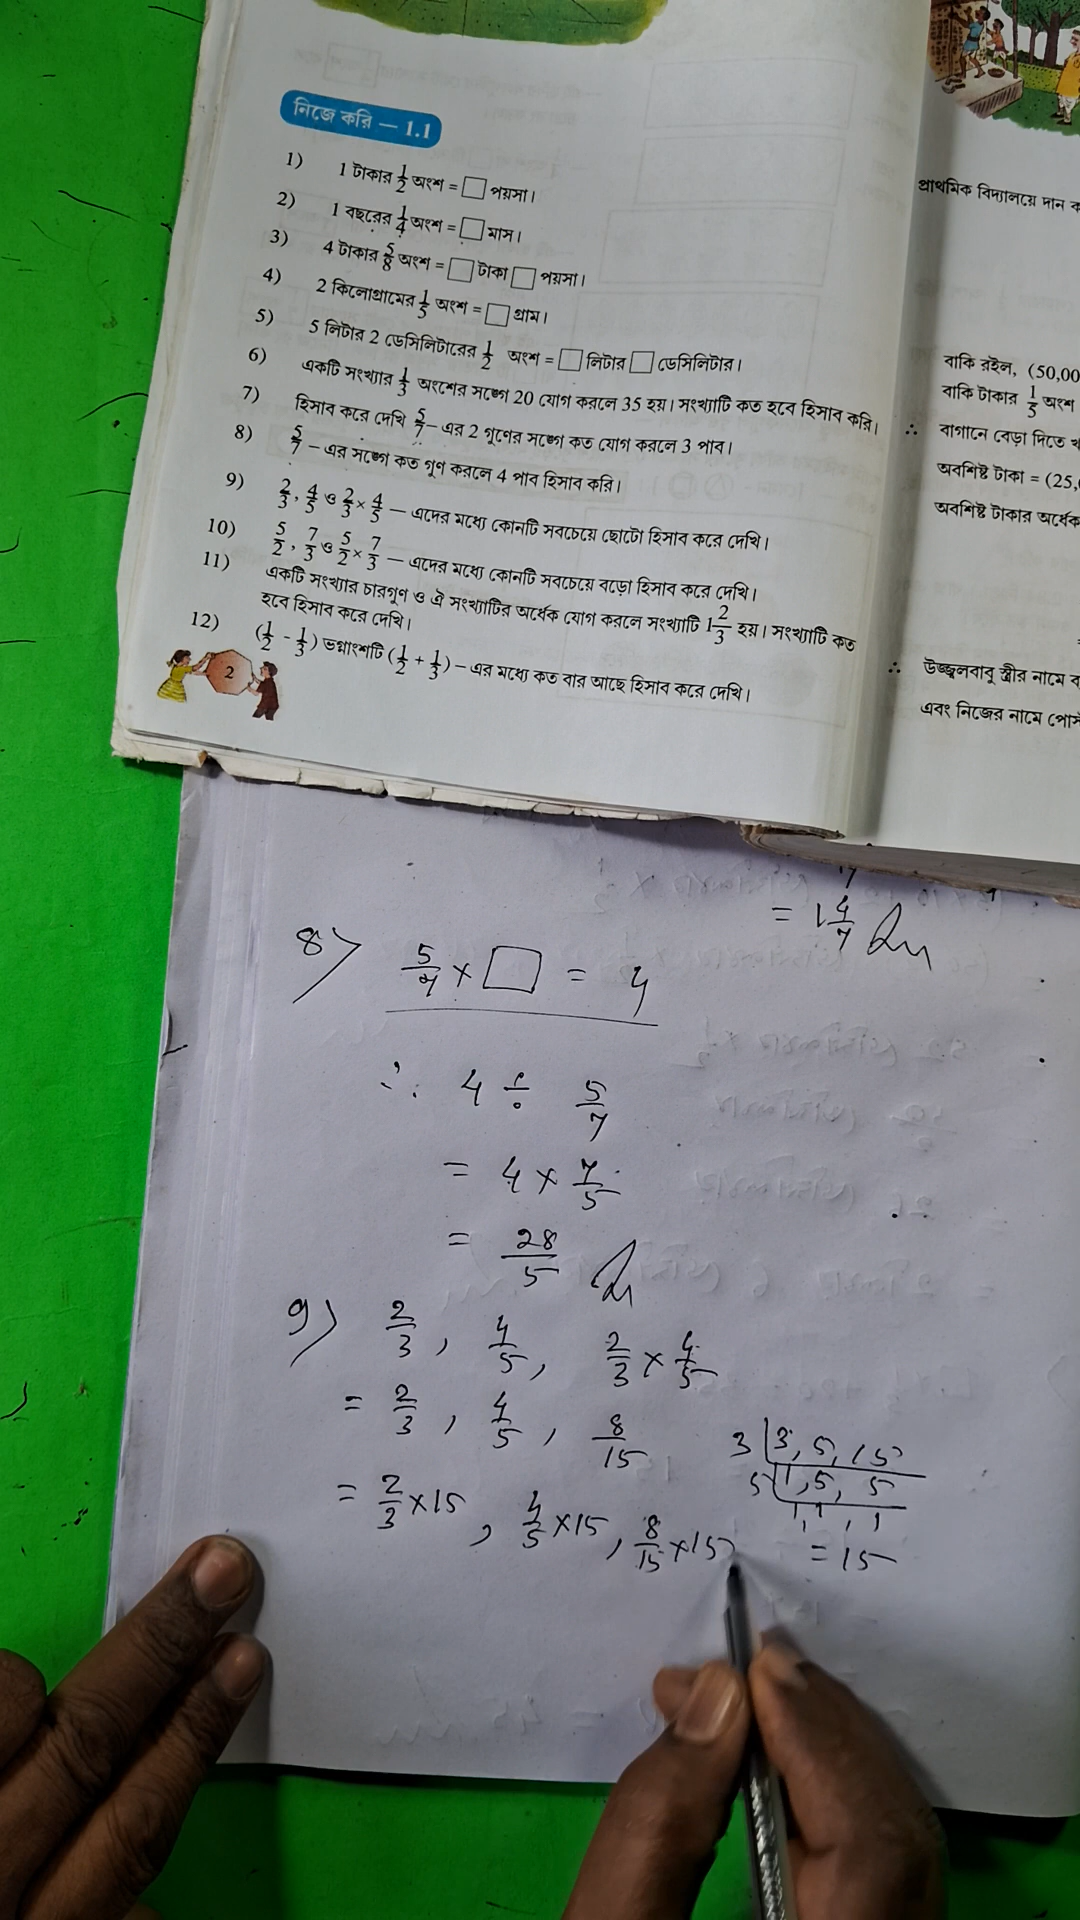 নিজে করি – 1.1
1) 1 টাকার 1/2 অংশ = □ পয়সা।
2) 1 বছরের 1/4 অংশ = □ মাস।
3) 4 টাকার 5/8 অংশ = □ টাকা □ পয়সা।
4) 2 কিলোগ্রামের 1/5 অংশ = □ গ্রাম।
5) 5 লিটার 2 ডেসিলিটারের 1/2 অংশ = □ লিটার □ ডেসিলিটার।
6) একটি সংখ্যার 1/3 অংশের সঙ্গে 20 যোগ করলে 35 হয়। সংখ্যাটি কত হবে হিসাব করি।
7) হিসাব করে দেখি 5/7 – এর 2 গুণের সঙ্গে কত যোগ করলে 3 পাব।
8) 5/7 – এর সঙ্গে কত গুণ করলে 4 পাব হিসাব করি।
9) 2/3, 4/5 ও 2/3 × 4/5 — এদের মধ্যে কোনটি সবচেয়ে ছোটো হিসাব করে দেখি।
10) 5/2, 7/3 ও 5/2 × 7/3 — এদের মধ্যে কোনটি সবচেয়ে বড়ো হিসাব করে দেখি।
11) একটি সংখ্যার চারগুণ ও ঐ সংখ্যাটির অর্ধেক যোগ করলে সংখ্যাটি 1 2/3 হয়। সংখ্যাটি কত
হবে হিসাব করে দেখি।
12) (1/2 - 1/3) ভগ্নাংশটি (1/2 + 1/3) – এর মধ্যে কত বার আছে হিসাব করে দেখি।
2
প্রাথমিক বিদ্যালয়ে দান
বাকি রইল, (50,00
বাকি টাকার 1/5 অংশ
∴ বাগানে বেড়া দিতে
অবশিষ্ট টাকা = (25,
অবশিষ্ট টাকার অর্ধেক
∴ উজ্জ্বলবাবু স্ত্রীর নামে
এবং নিজের নামে
= 1 4/7
8) 5/7 × □ = 4
∴ 4 ÷ 5/7
= 4 × 7/5
= 28/5
9) 2/3, 4/5, 2/3 × 4/5
= 2/3, 4/5, 8/15
3 | 3, 5, 15
5 | 1, 5, 5
1, 1, 1
= 15
= 2/3 × 15, 4/5 × 15, 8/15 × 15